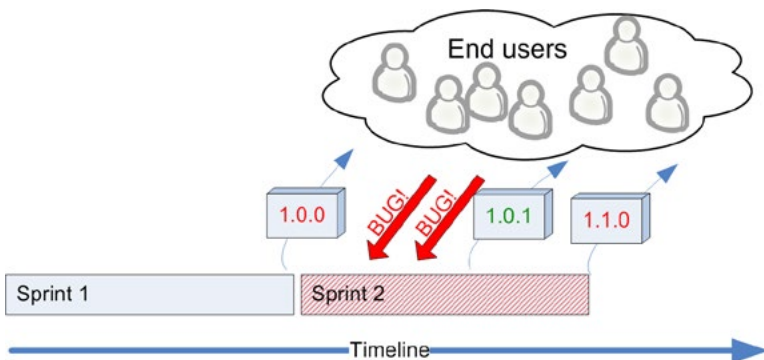 End users
1.0.0
BUG!
BUG!
1.0.1
1.1.0
Sprint 1
Sprint 2
Timeline